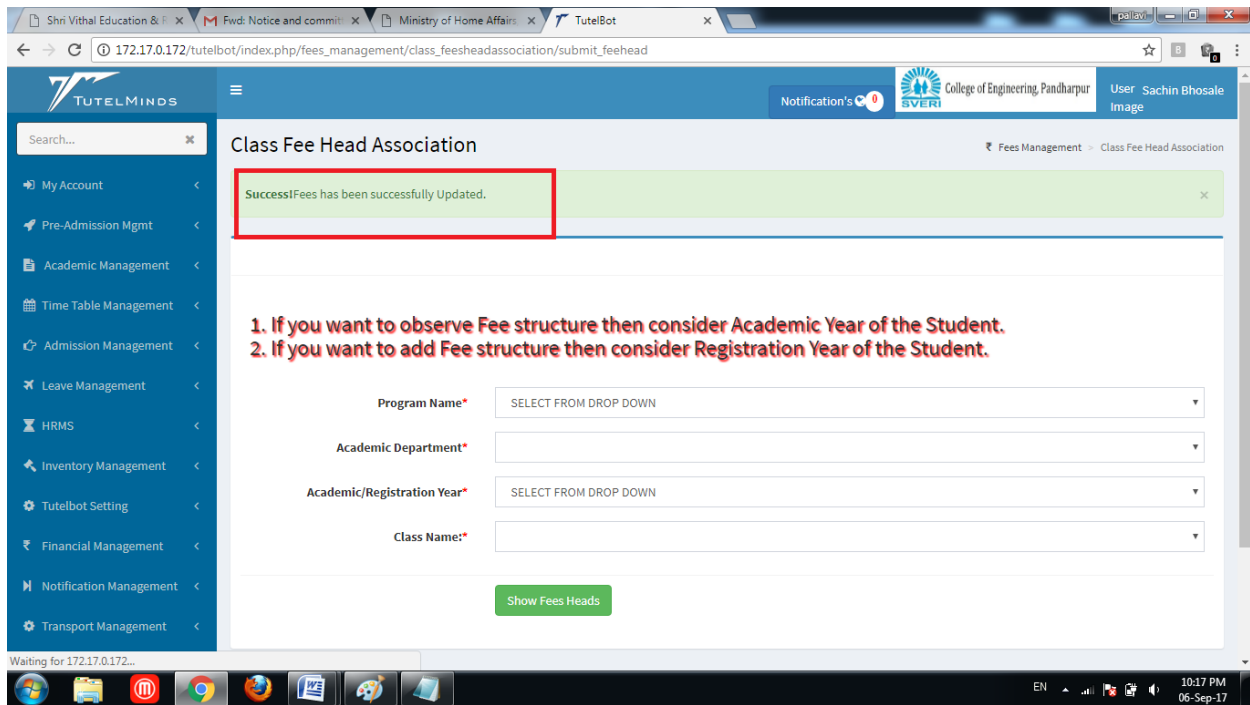 Shri Vithal Education & R
Fwd: Notice and committ
Ministry of Home Affairs
TutelBot
pallavi
172.17.0.172/tutelbot/index.php/fees_management/class_feesheadassociation/submit_feehead
TUTELMINDS
Notification's 0
SVERI
College of Engineering, Pandharpur
User Image
Sachin Bhosale
Search...
Class Fee Head Association
₹ Fees Management > Class Fee Head Association
My Account
Success!Fees has been successfully Updated.
×
Pre-Admission Mgmt
Academic Management
Time Table Management
1. If you want to observe Fee structure then consider Academic Year of the Student.
2. If you want to add Fee structure then consider Registration Year of the Student.
Admission Management
Leave Management
Program Name*
SELECT FROM DROP DOWN
HRMS
Academic Department*
Inventory Management
Academic/Registration Year*
SELECT FROM DROP DOWN
Tutelbot Setting
Class Name:*
₹ Financial Management
Notification Management
Show Fees Heads
Transport Management
Waiting for 172.17.0.172...
EN
10:17 PM
06-Sep-17